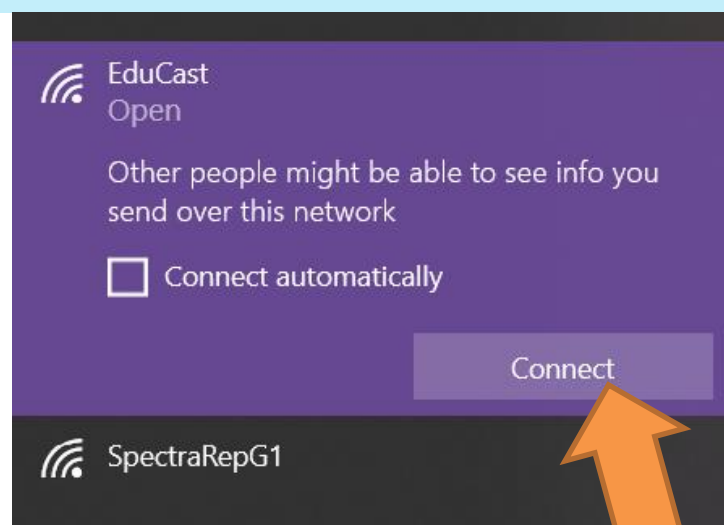 EduCast
Open
Other people might be able to see info you
send over this network
Connect automatically
Connect
SpectraRepG1